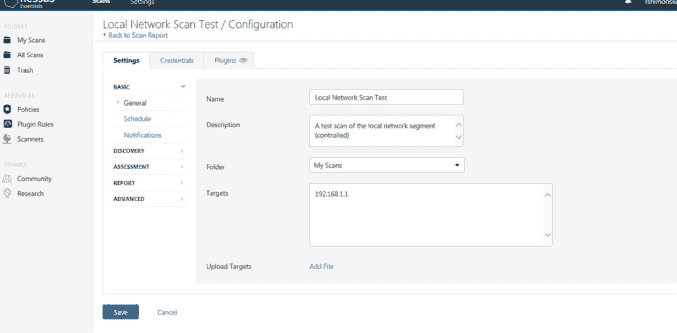 Essentials
Scans
Settings
Local Network Scan Test / Configuration
Back to Scan Report
FOLDERS
My Scans
All Scans
Trash
RESOURCES
Policies
Plugin Rules
Scanners
TENABLE
Community
Research
Settings
Credentials
Plugins
BASIC
General
Schedule
Notifications
DISCOVERY
ASSESSMENT
REPORT
ADVANCED
Name
Local Network Scan Test
Description
A test scan of the local network segment
(controlled)
Folder
My Scans
Targets
192.168.1.1
Upload Targets
Add File
Save
Cancel